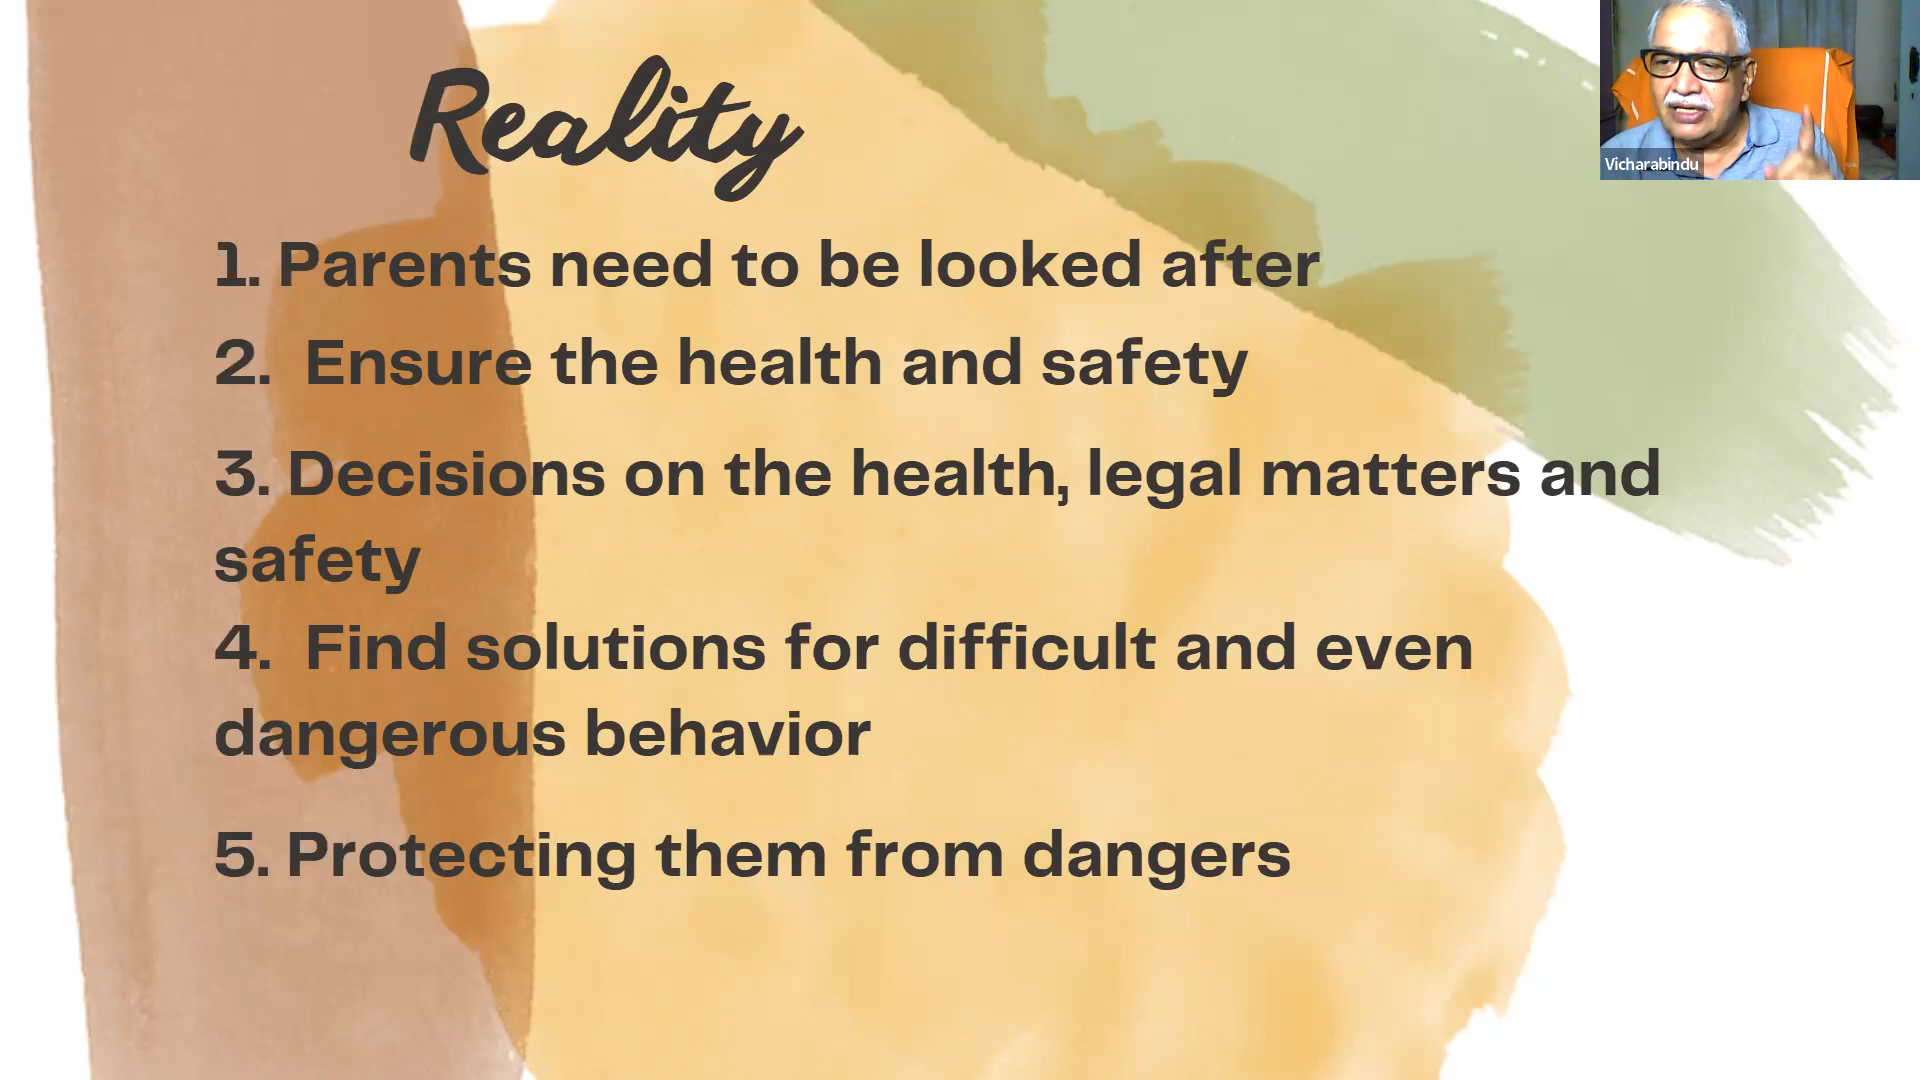 Reality
Vicharabindu
1. Parents need to be looked after
2. Ensure the health and safety
3. Decisions on the health, legal matters and
safety
4. Find solutions for difficult and even
dangerous behavior
5. Protecting them from dangers